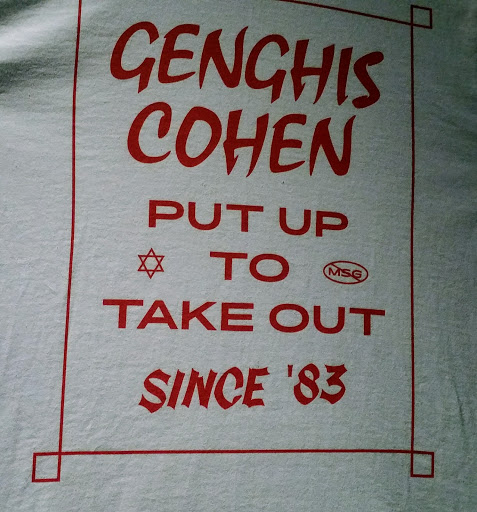 GENGHIS
COHEN
PUT UP
TO
MSG
TAKE OUT
SINCE '83